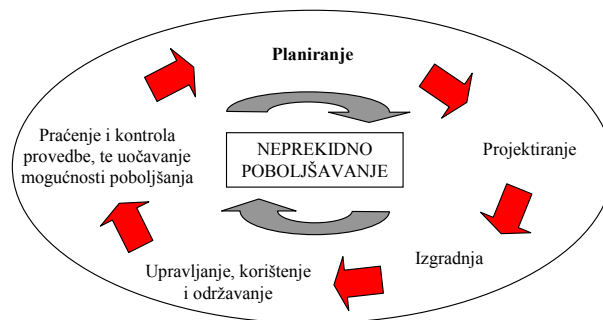 Planiranje
Praćenje i kontrola
provedbe, te uočavanje
mogućnosti poboljšanja
NEPREKIDNO
POBOLJŠAVANJE
Projektiranje
Izgradnja
Upravljanje, korištenje
i održavanje